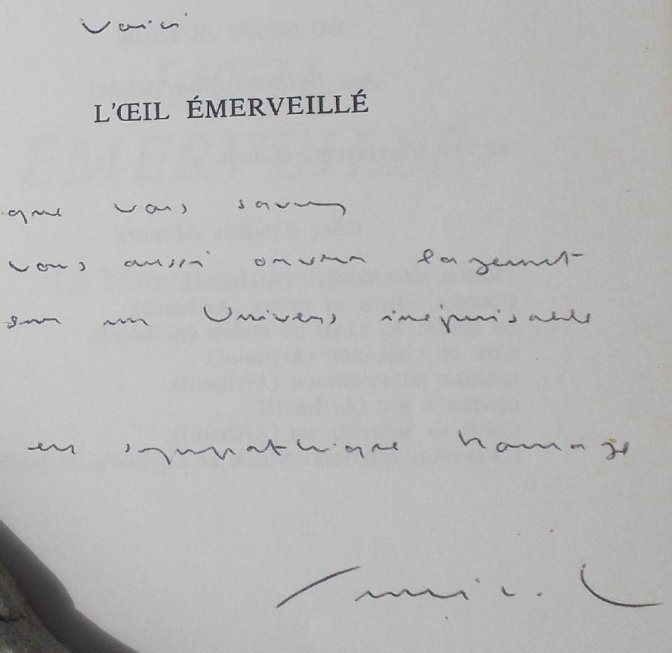 Voici
L'ŒIL ÉMERVEILLÉ
que vous savez
vous aussi ouvrir largement
sur un Univers inépuisable
en sympathique hommage